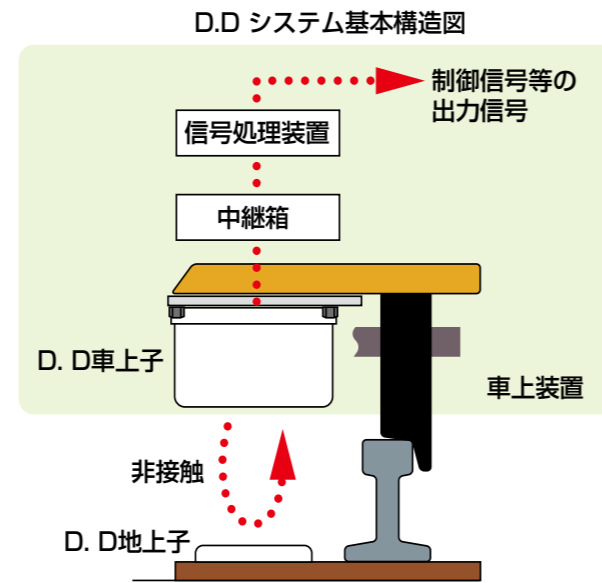 D.D システム基本構造図
制御信号等の
出力信号
信号処理装置
中継箱
D. D車上子
車上装置
非接触
D. D地上子